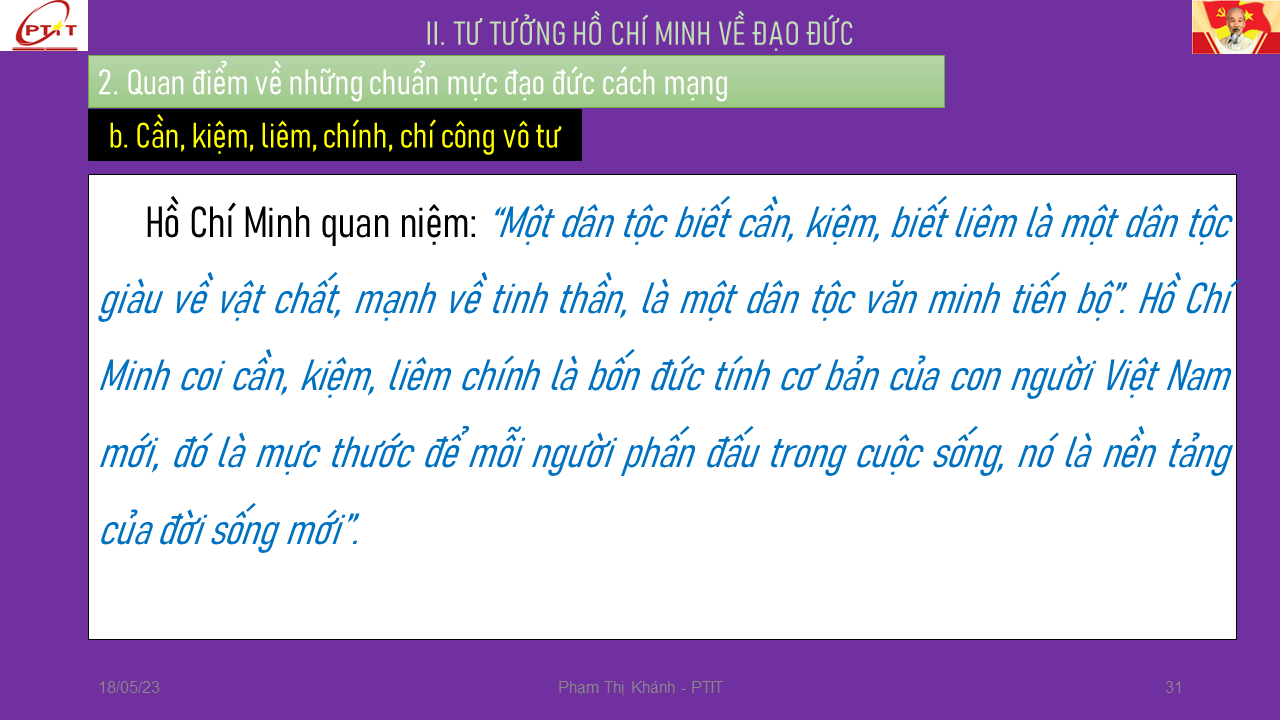 PTIT
II. TƯ TƯỞNG HỒ CHÍ MINH VỀ ĐẠO ĐỨC
2. Quan điểm về những chuẩn mực đạo đức cách mạng
b. Cần, kiệm, liêm, chính, chí công vô tư
Hồ Chí Minh quan niệm: “Một dân tộc biết cần, kiệm, biết liêm là một dân tộc
giàu về vật chất, mạnh về tinh thần, là một dân tộc văn minh tiến bộ”. Hồ Chí
Minh coi cần, kiệm, liêm chính là bốn đức tính cơ bản của con người Việt Nam
mới, đó là mực thước để mỗi người phấn đấu trong cuộc sống, nó là nền tảng
của đời sống mới”.
18/05/23
Phạm Thị Khánh - PTIT
31